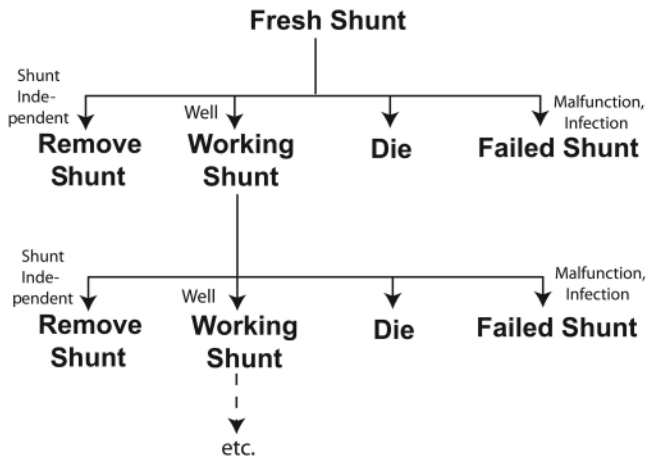 Fresh Shunt
Shunt
Inde-
pendent
Well
Malfunction,
Infection
Remove
Shunt
Working
Shunt
Die
Failed Shunt
Shunt
Inde-
pendent
Well
Malfunction,
Infection
Remove
Shunt
Working
Shunt
Die
Failed Shunt
etc.